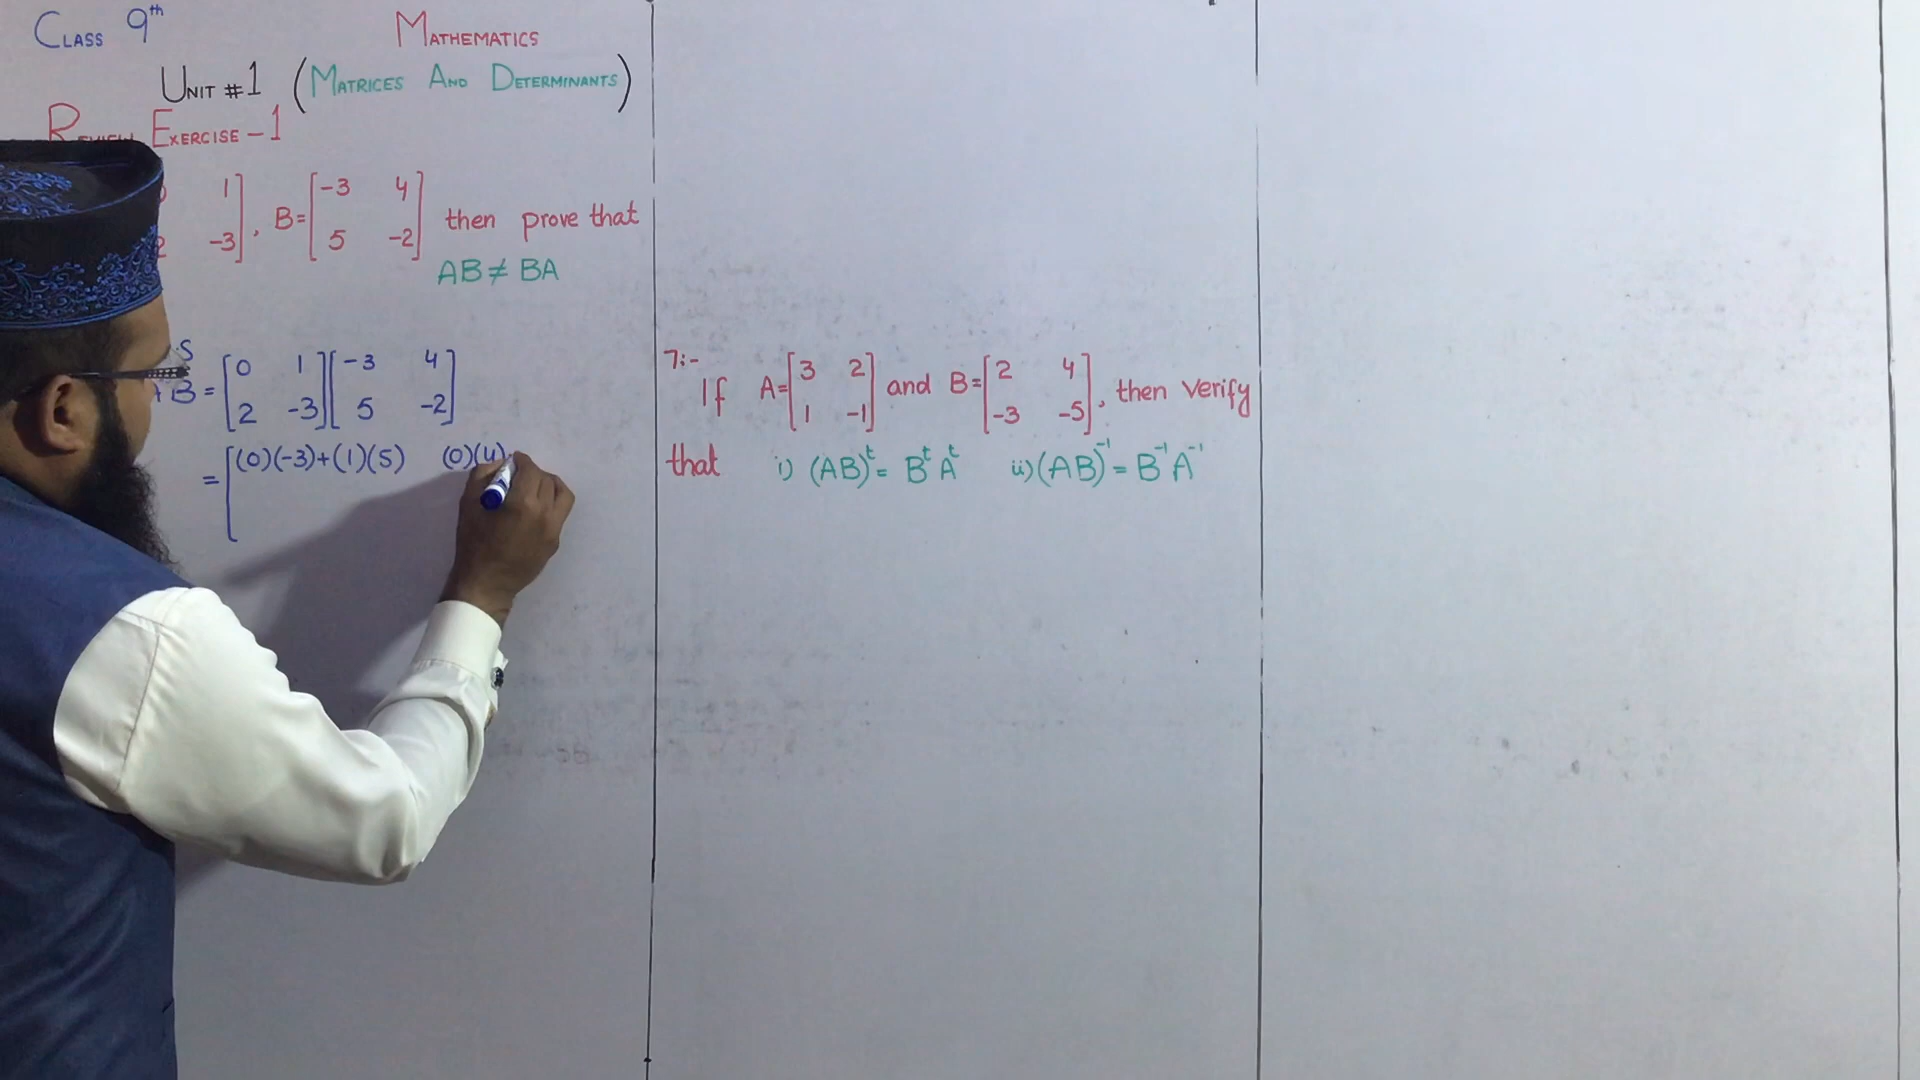 Class 9th
Mathematics
Unit #1 (Matrices And Determinants)
Review Exercise - 1
1] , B= [-3 4 then prove that
2 -3] 5 -2]
AB ≠ BA
B = [0 1] [-3 4]
[2 -3] [5 -2]
= [(0)(-3)+(1)(5) (0)(4)
7:-
If A= [3 2] and B= [2 4] , then verify
[1 -1] [-3 -5]
that i) (AB)ᵗ = Bᵗ Aᵗ ii) (AB)⁻¹ = B⁻¹ A⁻¹